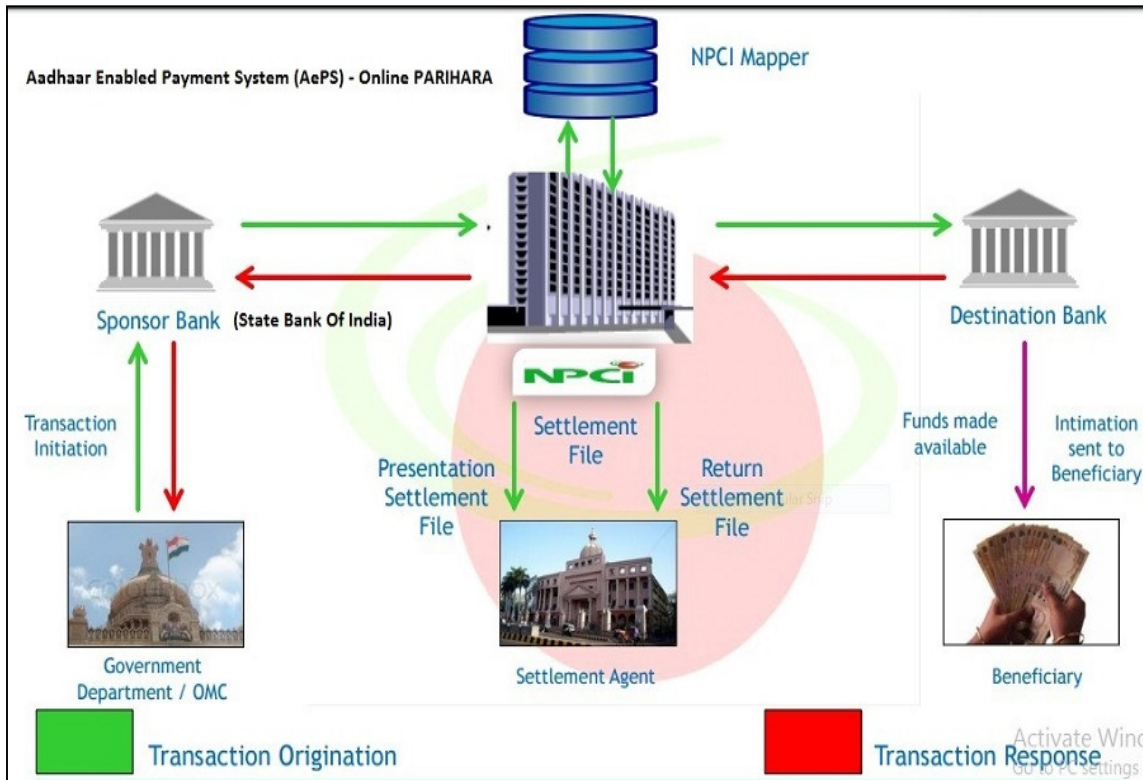 NPCI Mapper
Aadhaar Enabled Payment System (AePS) - Online PARIHARA
Sponsor Bank
(State Bank Of India)
Destination Bank
NPCI
Transaction
Initiation
Settlement
File
Presentation
Settlement
File
Return
Settlement
File
Funds made
available
Intimation
sent to
Beneficiary
Government
Department / OMC
Settlement Agent
Beneficiary
Transaction Origination
Transaction Response
Activate Wind
Go to PC settings